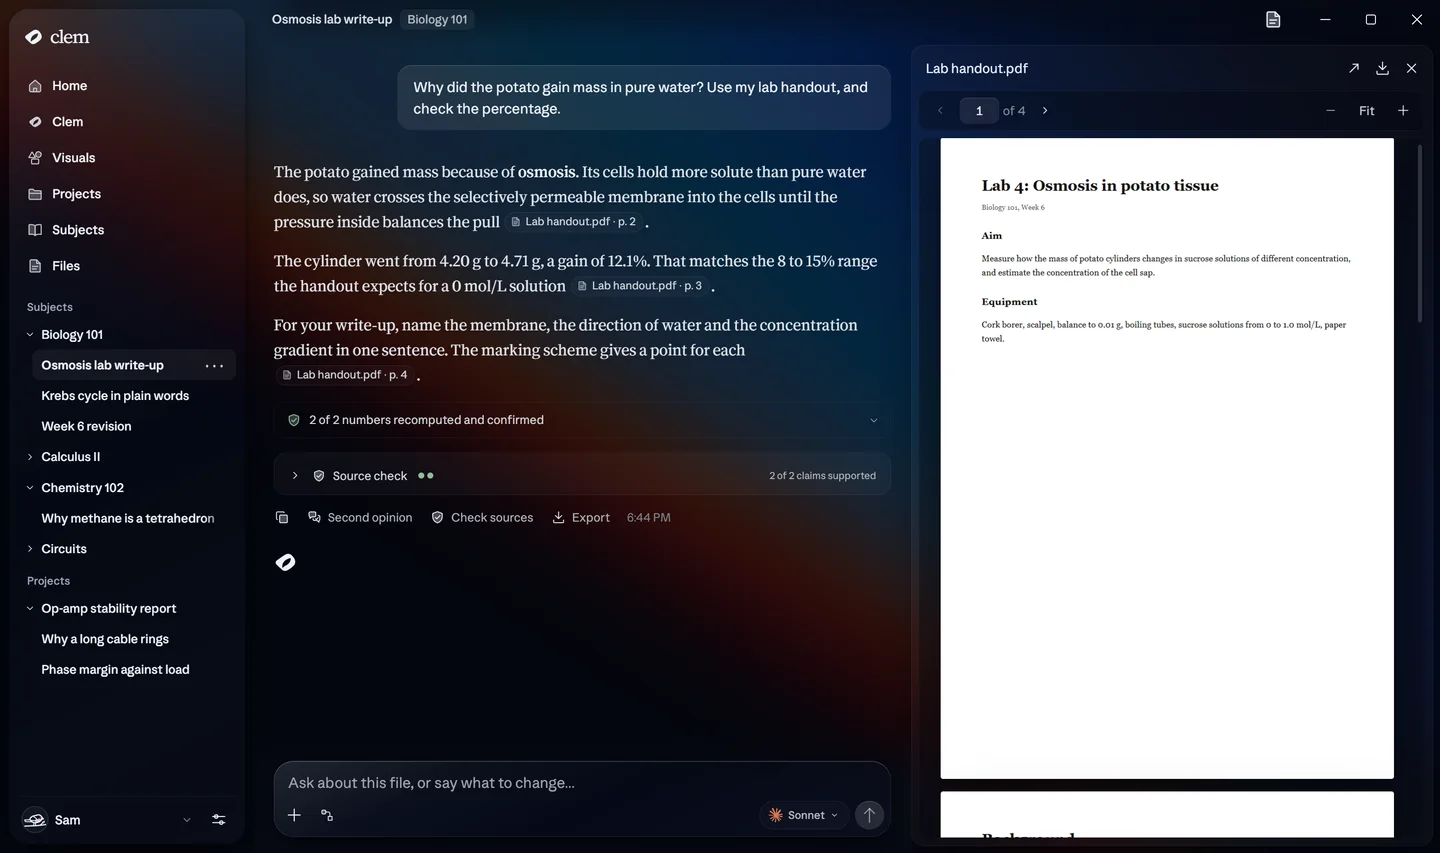 clem
Home
Clem
Visuals
Projects
Subjects
Files
Subjects
Biology 101
Osmosis lab write-up
Krebs cycle in plain words
Week 6 revision
Calculus II
Chemistry 102
Why methane is a tetrahedron
Circuits
Projects
Op-amp stability report
Why a long cable rings
Phase margin against load
Sam
Osmosis lab write-up Biology 101
Why did the potato gain mass in pure water? Use my lab handout, and
check the percentage.
The potato gained mass because of osmosis. Its cells hold more solute than pure water
does, so water crosses the selectively permeable membrane into the cells until the
pressure inside balances the pull Lab handout.pdf · p. 2 .
The cylinder went from 4.20 g to 4.71 g, a gain of 12.1%. That matches the 8 to 15% range
the handout expects for a 0 mol/L solution Lab handout.pdf · p. 3 .
For your write-up, name the membrane, the direction of water and the concentration
gradient in one sentence. The marking scheme gives a point for each
Lab handout.pdf · p. 4 .
2 of 2 numbers recomputed and confirmed
Source check 2 of 2 claims supported
Second opinion Check sources Export 6:44 PM
Ask about this file, or say what to change...
Sonnet
Lab handout.pdf
1 of 4 Fit
Lab 4: Osmosis in potato tissue
Biology 101, Week 6
Aim
Measure how the mass of potato cylinders changes in sucrose solutions of different concentration,
and estimate the concentration of the cell sap.
Equipment
Cork borer, scalpel, balance to 0.01 g, boiling tubes, sucrose solutions from 0 to 1.0 mol/L, paper
towel.
Background